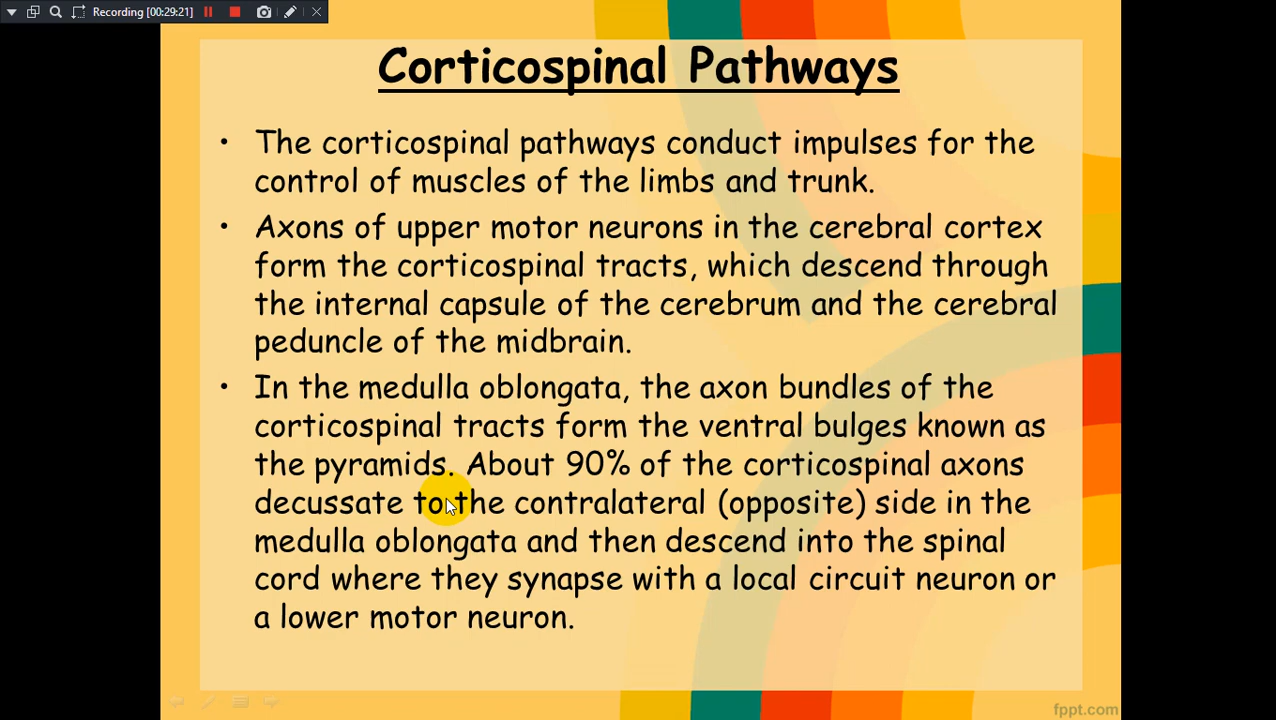 Recording [00:29:21]
Corticospinal Pathways
• The corticospinal pathways conduct impulses for the
control of muscles of the limbs and trunk.
• Axons of upper motor neurons in the cerebral cortex
form the corticospinal tracts, which descend through
the internal capsule of the cerebrum and the cerebral
peduncle of the midbrain.
• In the medulla oblongata, the axon bundles of the
corticospinal tracts form the ventral bulges known as
the pyramids. About 90% of the corticospinal axons
decussate to the contralateral (opposite) side in the
medulla oblongata and then descend into the spinal
cord where they synapse with a local circuit neuron or
a lower motor neuron.
fppt.com